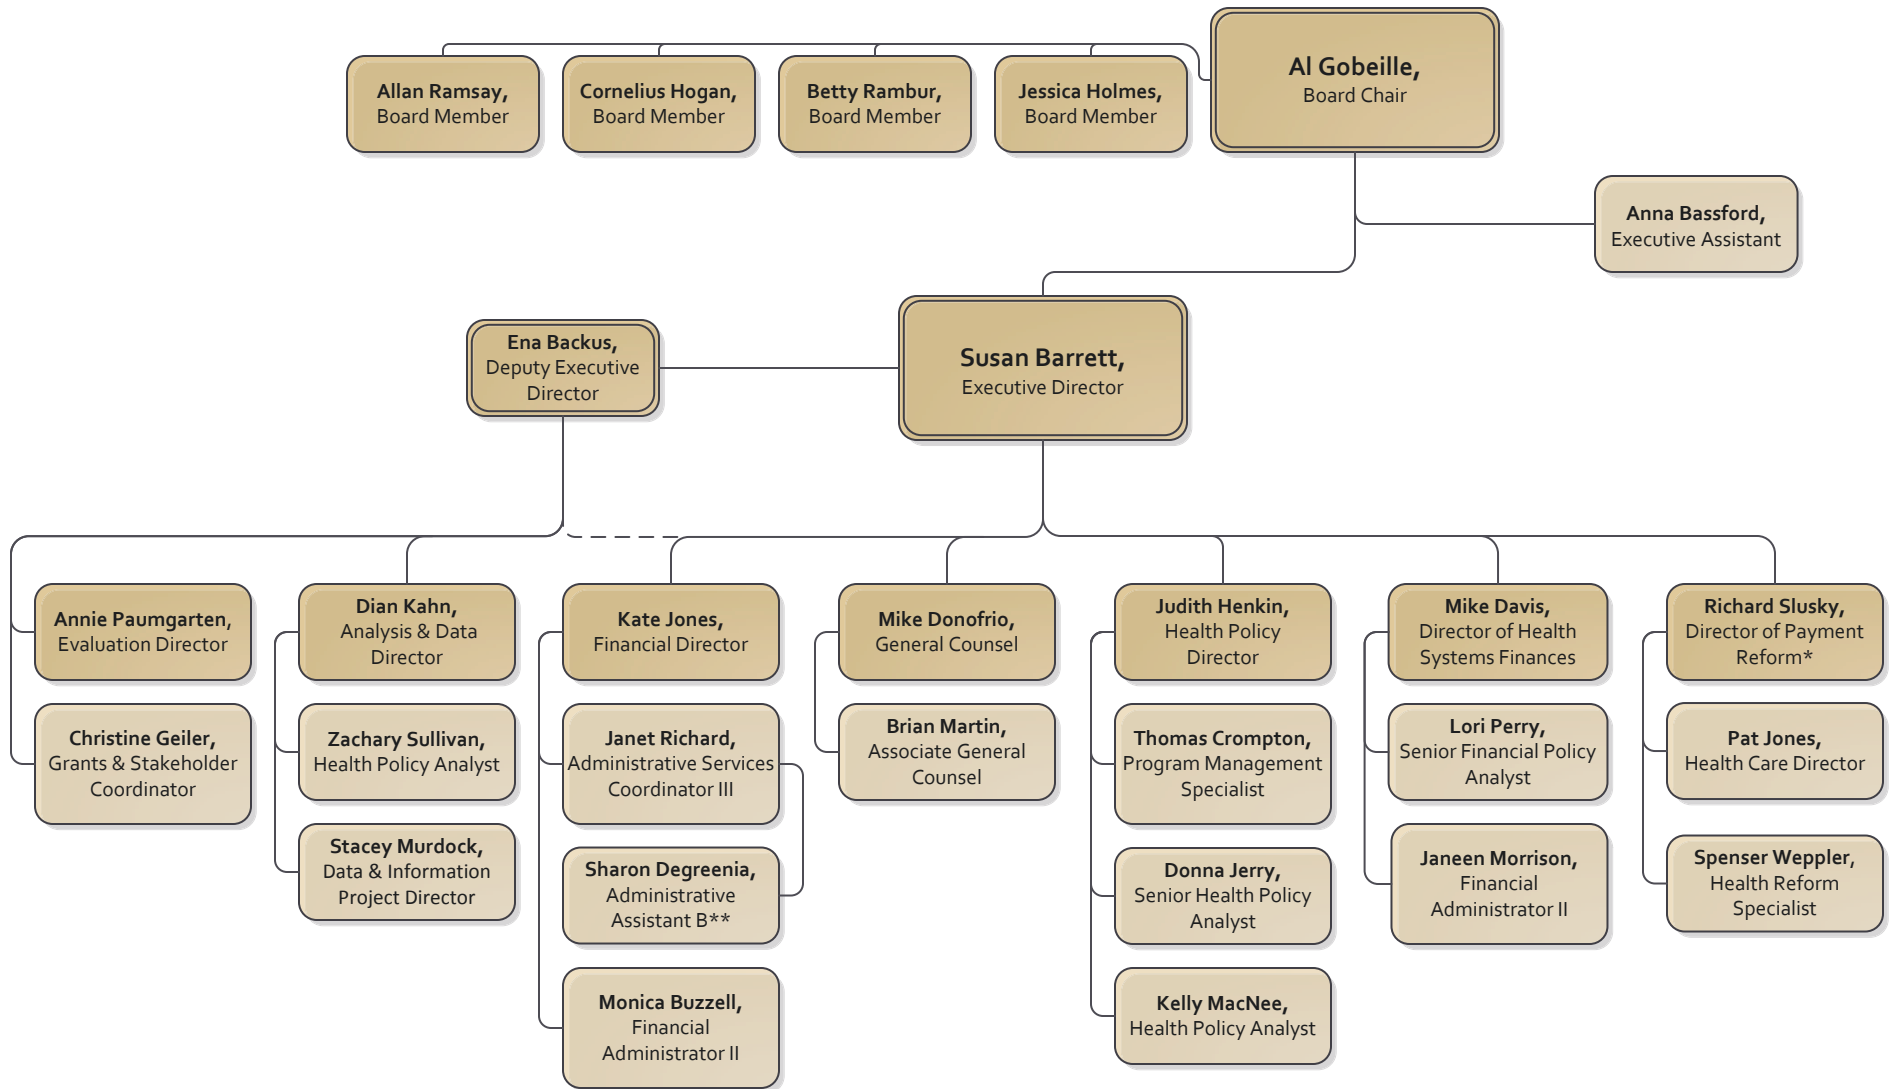 Al Gobeille,
Board Chair
Allan Ramsay,
Board Member
Cornelius Hogan,
Board Member
Betty Rambur,
Board Member
Jessica Holmes,
Board Member
Anna Bassford,
Executive Assistant
Ena Backus,
Deputy Executive
Director
Susan Barrett,
Executive Director
Annie Paumgarten,
Evaluation Director
Christine Geiler,
Grants & Stakeholder
Coordinator
Dian Kahn,
Analysis & Data
Director
Zachary Sullivan,
Health Policy Analyst
Stacey Murdock,
Data & Information
Project Director
Kate Jones,
Financial Director
Janet Richard,
Administrative Services
Coordinator III
Sharon Degreenia,
Administrative
Assistant B**
Monica Buzzell,
Financial
Administrator II
Mike Donofrio,
General Counsel
Brian Martin,
Associate General
Counsel
Judith Henkin,
Health Policy
Director
Thomas Crompton,
Program Management
Specialist
Donna Jerry,
Senior Health Policy
Analyst
Kelly MacNee,
Health Policy Analyst
Mike Davis,
Director of Health
Systems Finances
Lori Perry,
Senior Financial Policy
Analyst
Janeen Morrison,
Financial
Administrator II
Richard Slusky,
Director of Payment
Reform*
Pat Jones,
Health Care Director
Spenser Weppler,
Health Reform
Specialist